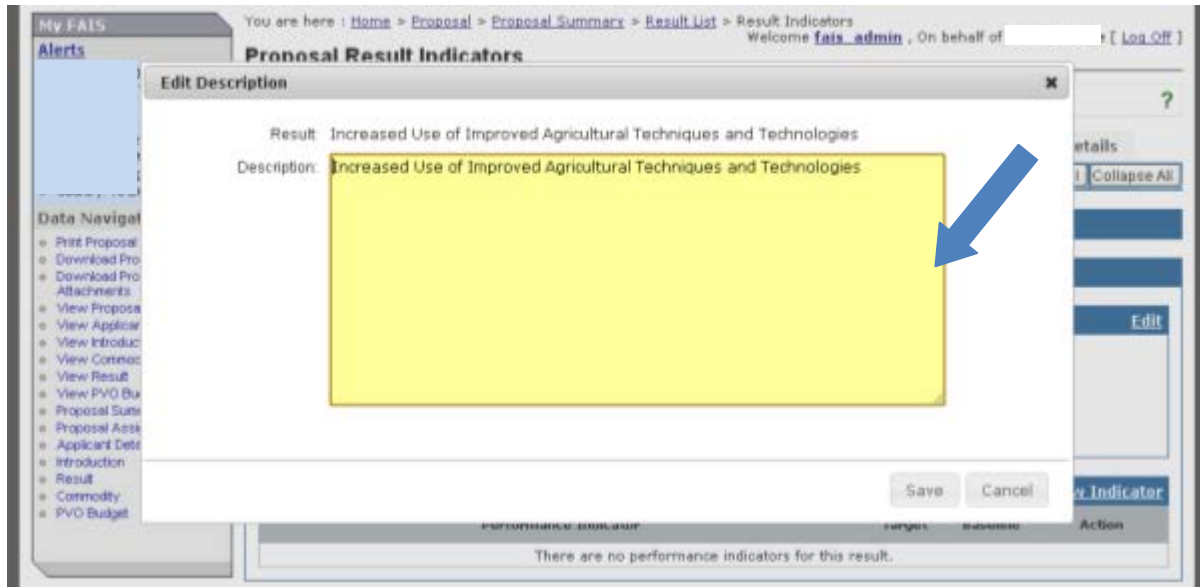 My FAIS
You are here : Home > Proposal > Proposal Summary > Result List > Result Indicators
Welcome fais_admin , On behalf of e [ Log Off ]
Alerts
Proposal Result Indicators
Edit Description
?
Result: Increased Use of Improved Agricultural Techniques and Technologies
Description: Increased Use of Improved Agricultural Techniques and Technologies
etails
l Collapse All
Data Navigat
Print Proposal
Download Pro
Download Pro
Attachments
View Proposa
View Applicar
View Introduc
View Commod
View Result
View PVO Bu
Proposal Sum
Proposal Assi
Applicant Deta
Introduction
Result
Commodity
PVO Budget
Edit
Save Cancel
w Indicator
Performance Indicator Target Baseline Action
There are no performance indicators for this result.